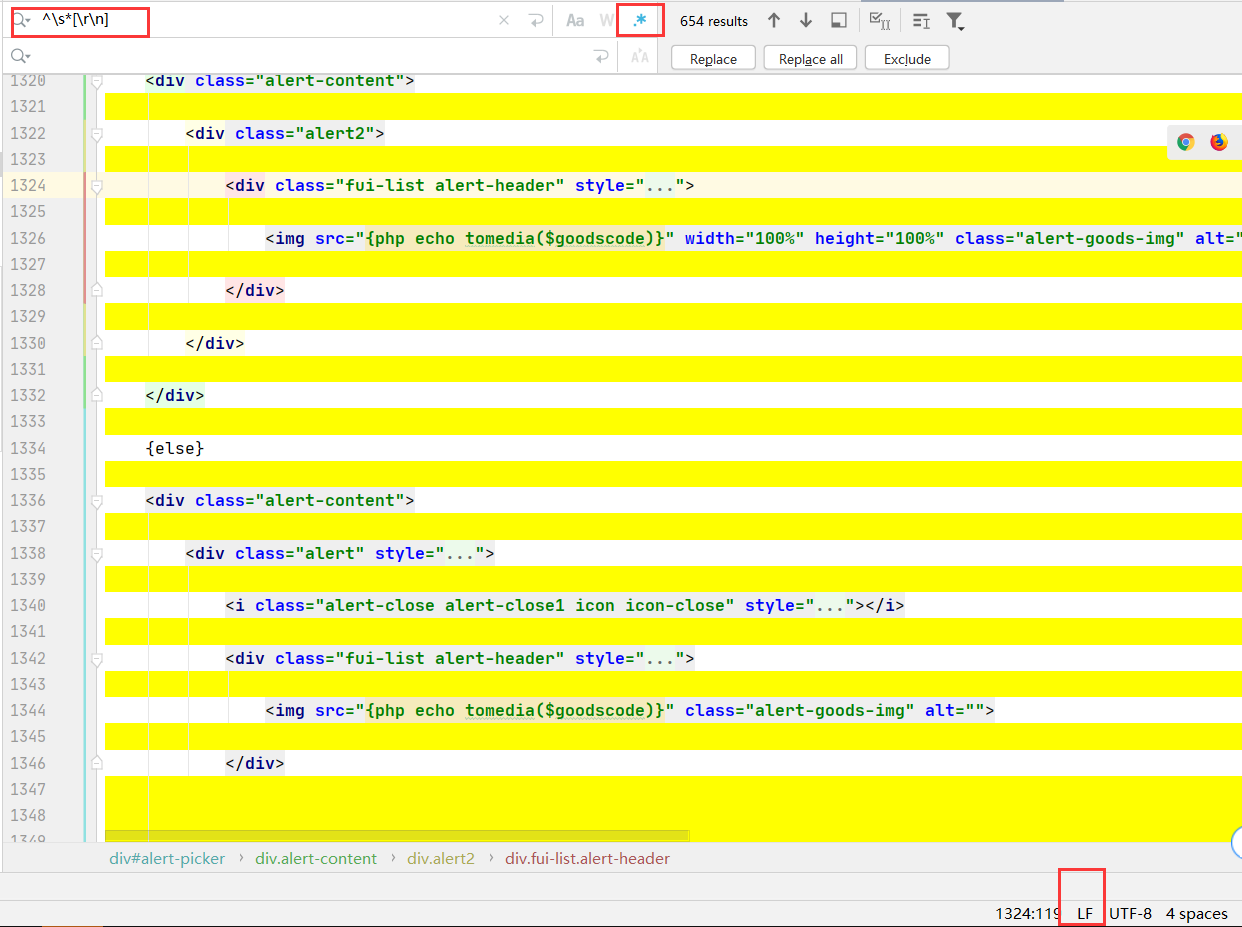 ^\s*[\r\n]
Aa W .* 654 results
Replace Replace all Exclude
1320 <div class="alert-content">
1321
1322 <div class="alert2">
1323
1324 <div class="fui-list alert-header" style="...">
1325
1326 <img src="{php echo tomedia($goodscode)}" width="100%" height="100%" class="alert-goods-img" alt="
1327
1328 </div>
1329
1330 </div>
1331
1332 </div>
1333
1334 {else}
1335
1336 <div class="alert-content">
1337
1338 <div class="alert" style="...">
1339
1340 <i class="alert-close alert-close1 icon icon-close" style="..."></i>
1341
1342 <div class="fui-list alert-header" style="...">
1343
1344 <img src="{php echo tomedia($goodscode)}" class="alert-goods-img" alt="">
1345
1346 </div>
1347
1348
1349
div#alert-picker › div.alert-content › div.alert2 › div.fui-list.alert-header
1324:119 LF UTF-8 4 spaces